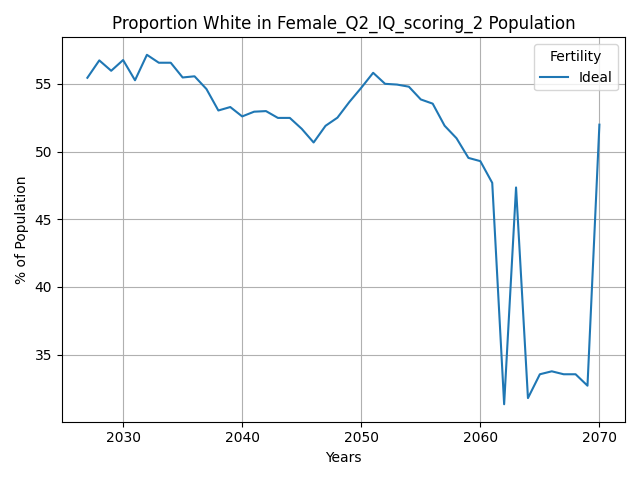 Proportion White in Female_Q2_IQ_scoring_2 Population
Fertility
Ideal
% of Population
55
50
45
40
35
2030 2040 2050 2060 2070
Years